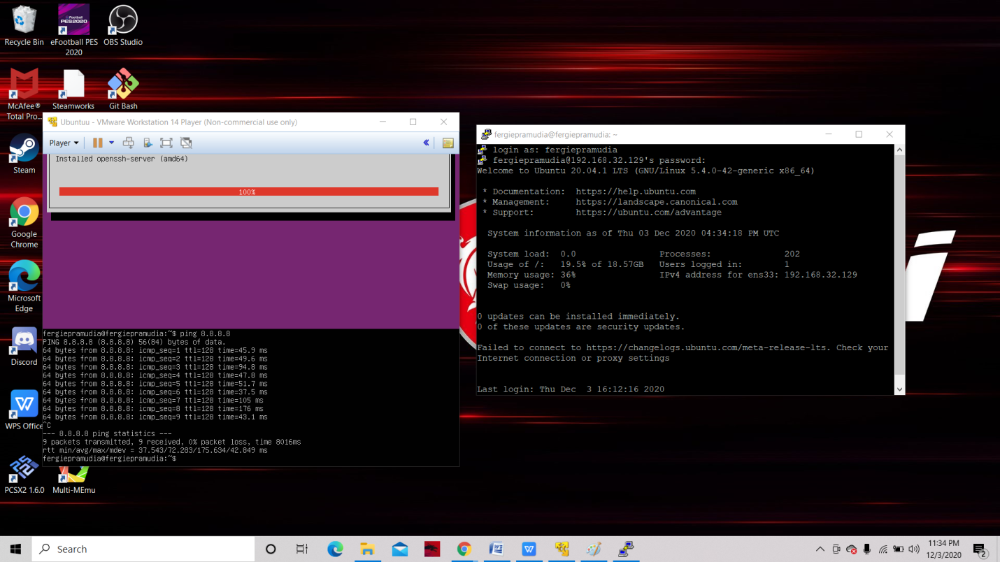 Recycle Bin
eFootball PES 2020
OBS Studio
McAfee® Total Pro...
Steamworks
Git Bash
Steam
Google Chrome
Microsoft Edge
Discord
WPS Office
PCSX2 1.6.0
Multi-MEmu
eFootball
PES2020
Ubuntuu - VMware Workstation 14 Player (Non-commercial use only)
Player
Installed openssh-server (amd64)
100%
fergiepramudia@fergiepramudia:~$ ping 8.8.8.8
PING 8.8.8.8 (8.8.8.8) 56(84) bytes of data.
64 bytes from 8.8.8.8: icmp_seq=1 ttl=128 time=45.9 ms
64 bytes from 8.8.8.8: icmp_seq=2 ttl=128 time=49.6 ms
64 bytes from 8.8.8.8: icmp_seq=3 ttl=128 time=94.8 ms
64 bytes from 8.8.8.8: icmp_seq=4 ttl=128 time=47.8 ms
64 bytes from 8.8.8.8: icmp_seq=5 ttl=128 time=51.7 ms
64 bytes from 8.8.8.8: icmp_seq=6 ttl=128 time=37.5 ms
64 bytes from 8.8.8.8: icmp_seq=7 ttl=128 time=105 ms
64 bytes from 8.8.8.8: icmp_seq=8 ttl=128 time=176 ms
64 bytes from 8.8.8.8: icmp_seq=9 ttl=128 time=43.1 ms
^C
--- 8.8.8.8 ping statistics ---
9 packets transmitted, 9 received, 0% packet loss, time 8016ms
rtt min/avg/max/mdev = 37.543/72.283/175.634/42.849 ms
fergiepramudia@fergiepramudia:~$
fergiepramudia@fergiepramudia: ~
login as: fergiepramudia
fergiepramudia@192.168.32.129's password:
Welcome to Ubuntu 20.04.1 LTS (GNU/Linux 5.4.0-42-generic x86_64)
* Documentation: https://help.ubuntu.com
* Management: https://landscape.canonical.com
* Support: https://ubuntu.com/advantage
System information as of Thu 03 Dec 2020 04:34:18 PM UTC
System load: 0.0 Processes: 202
Usage of /: 19.5% of 18.57GB Users logged in: 1
Memory usage: 36% IPv4 address for ens33: 192.168.32.129
Swap usage: 0%
0 updates can be installed immediately.
0 of these updates are security updates.
Failed to connect to https://changelogs.ubuntu.com/meta-release-lts. Check your
Internet connection or proxy settings
Last login: Thu Dec 3 16:12:16 2020
Search
11:34 PM
12/3/2020
2